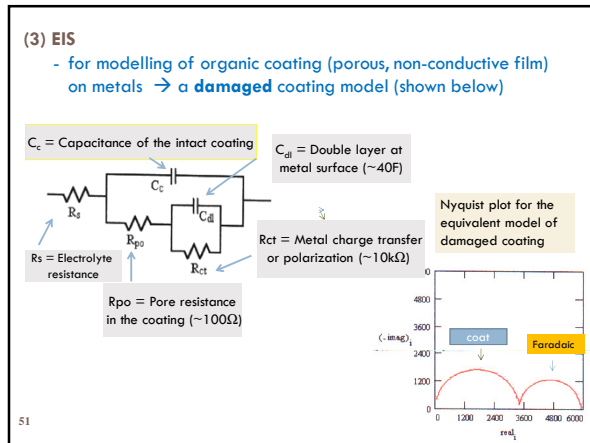 (3) EIS
- for modelling of organic coating (porous, non-conductive film)
on metals → a damaged coating model (shown below)
Cc = Capacitance of the intact coating
Cdl = Double layer at
metal surface (~40F)
Cc
Cdl
Rs
Rpo
Rct
Rs = Electrolyte
resistance
Rct = Metal charge transfer
or polarization (~10kΩ)
Rpo = Pore resistance
in the coating (~100Ω)
Nyquist plot for the
equivalent model of
damaged coating
4800
3600
(-imag)i
2400
1200
0
coat
Faradaic
0 1200 2400 3600 4800 6000
reali
51